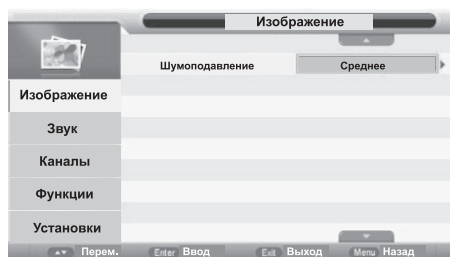 Изображение
Шумоподавление Среднее
Изображение
Звук
Каналы
Функции
Установки
Перем. Enter Ввод Exit Выход Menu Назад